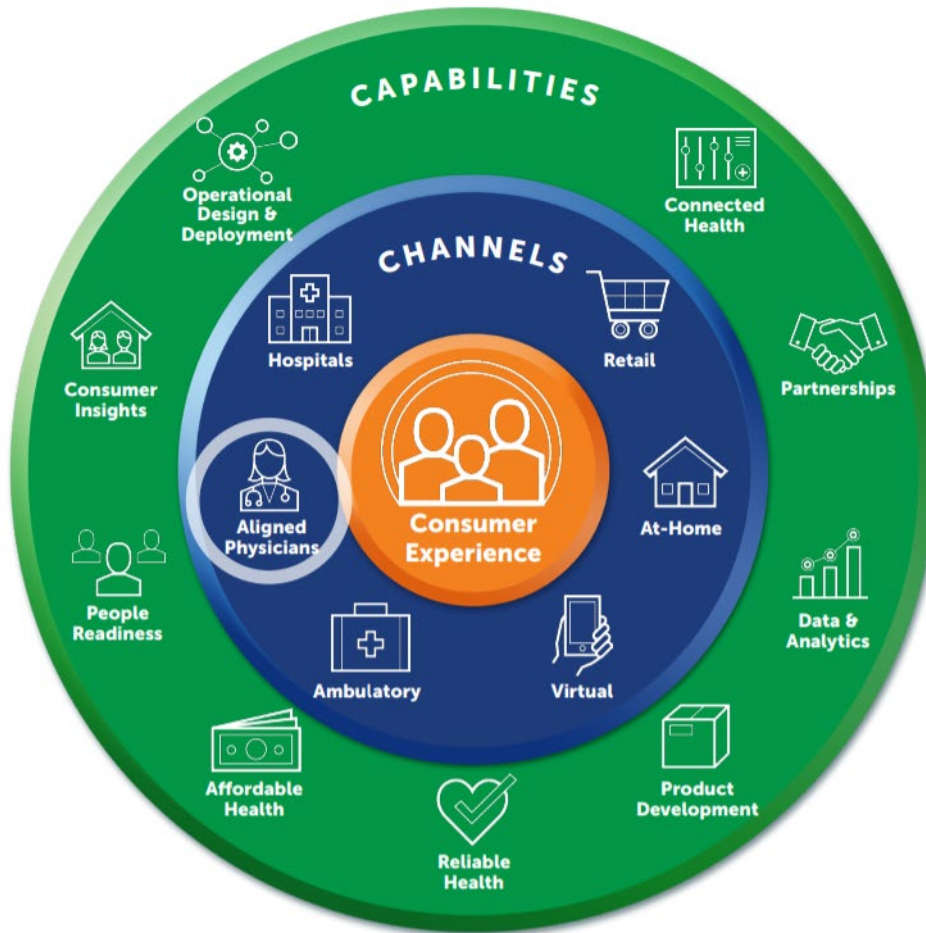 CAPABILITIES
Operational
Design &
Deployment
Connected
Health
CHANNELS
Hospitals
Retail
Consumer
Insights
Partnerships
Aligned
Physicians
Consumer
Experience
At-Home
People
Readiness
Data &
Analytics
Ambulatory
Virtual
Affordable
Health
Product
Development
Reliable
Health